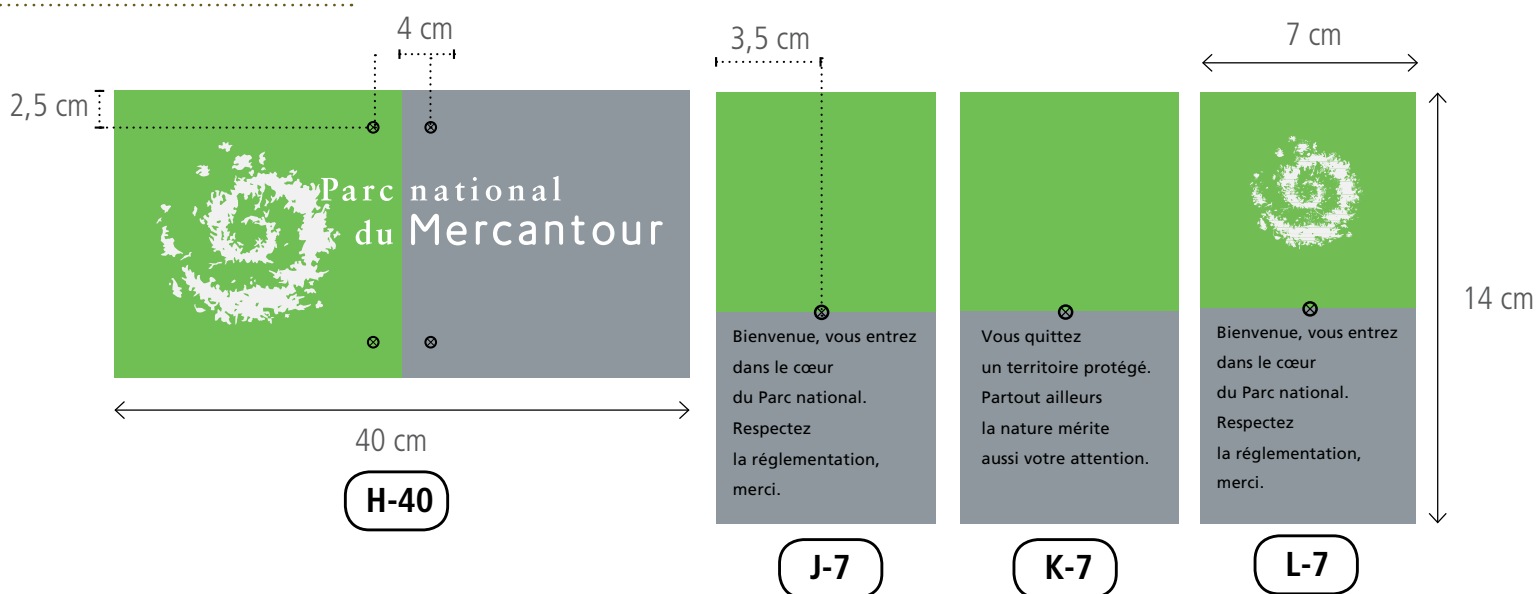 4 cm
2,5 cm
Parc national
du Mercantour
40 cm
H-40
3,5 cm
Bienvenue, vous entrez
dans le cœur
du Parc national.
Respectez
la réglementation,
merci.
J-7
Vous quittez
un territoire protégé.
Partout ailleurs
la nature mérite
aussi votre attention.
K-7
7 cm
Bienvenue, vous entrez
dans le cœur
du Parc national.
Respectez
la réglementation,
merci.
14 cm
L-7